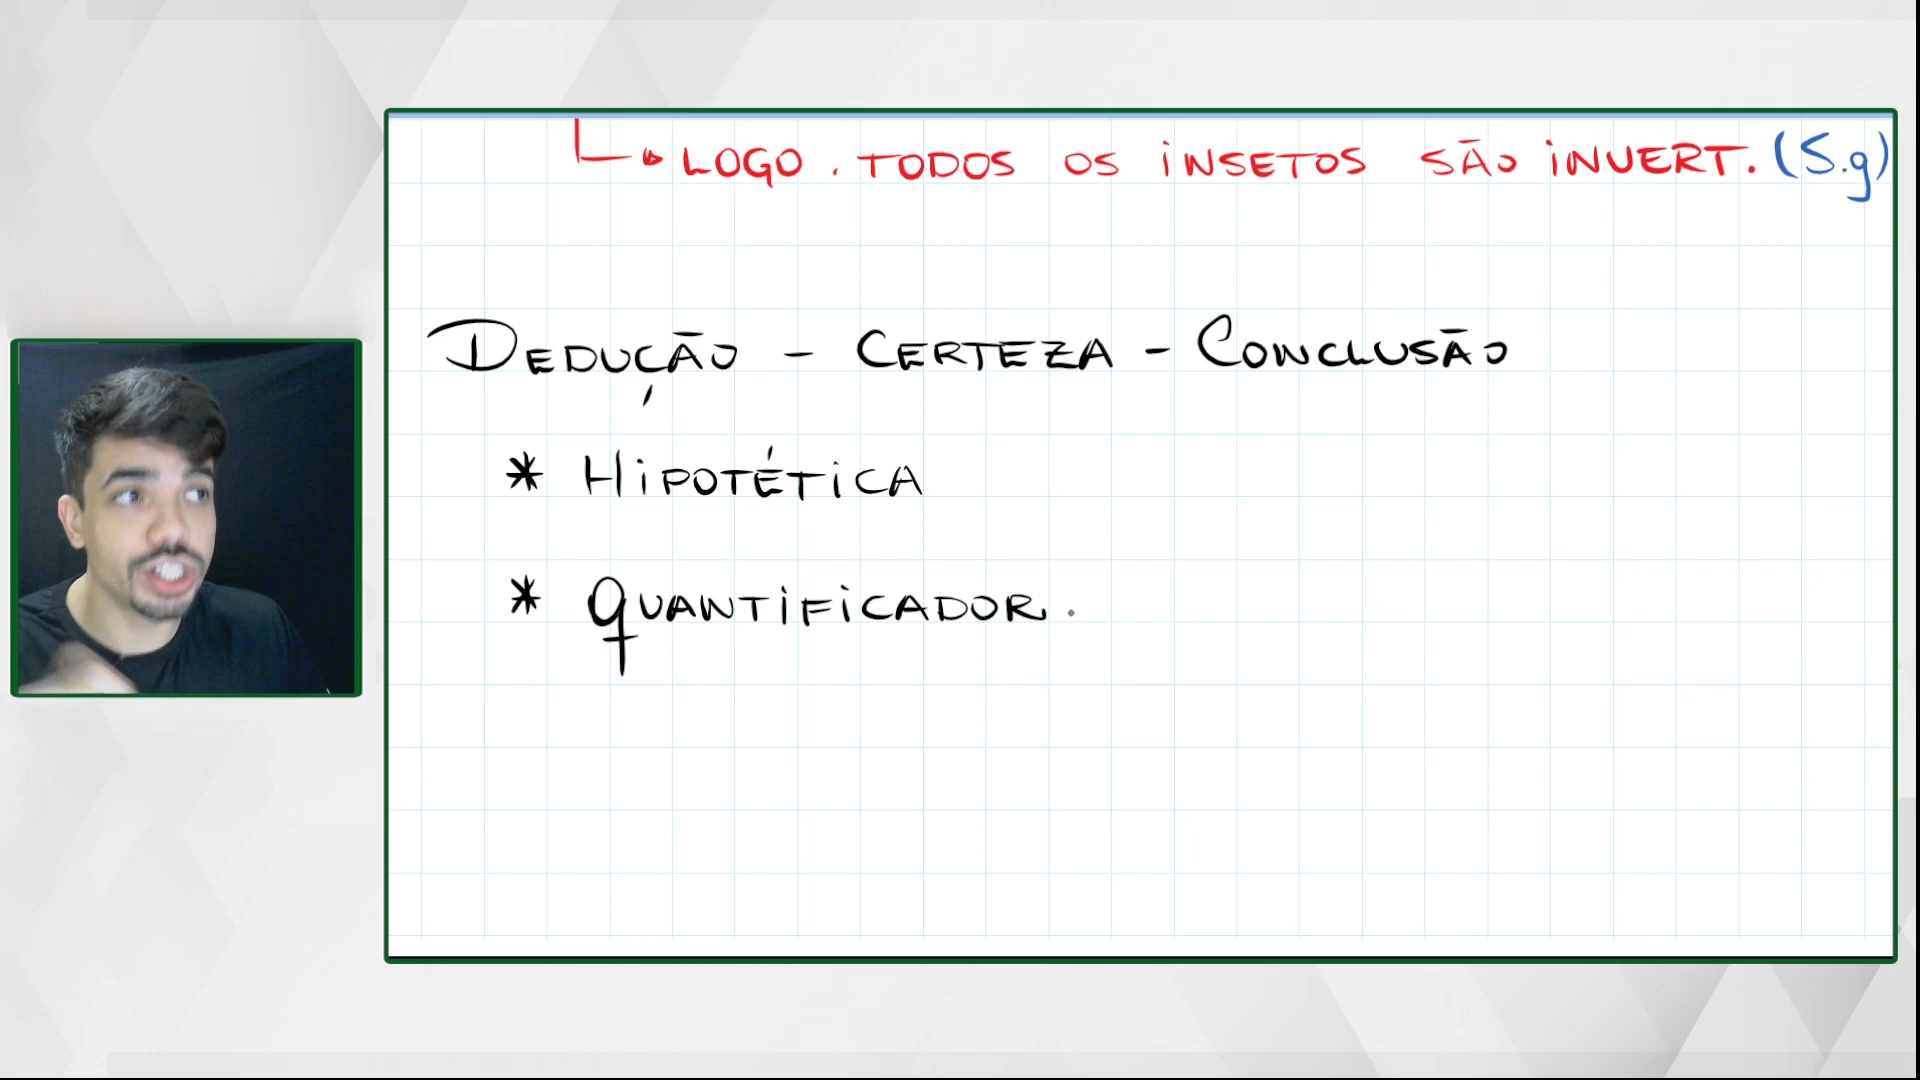 LOGO. TODOS OS INSETOS SÃO INVERT. (S.g)
DEDUÇÃO - CERTEZA - CONCLUSÃO
* HIPOTÉTICA
* QUANTIFICADOR.